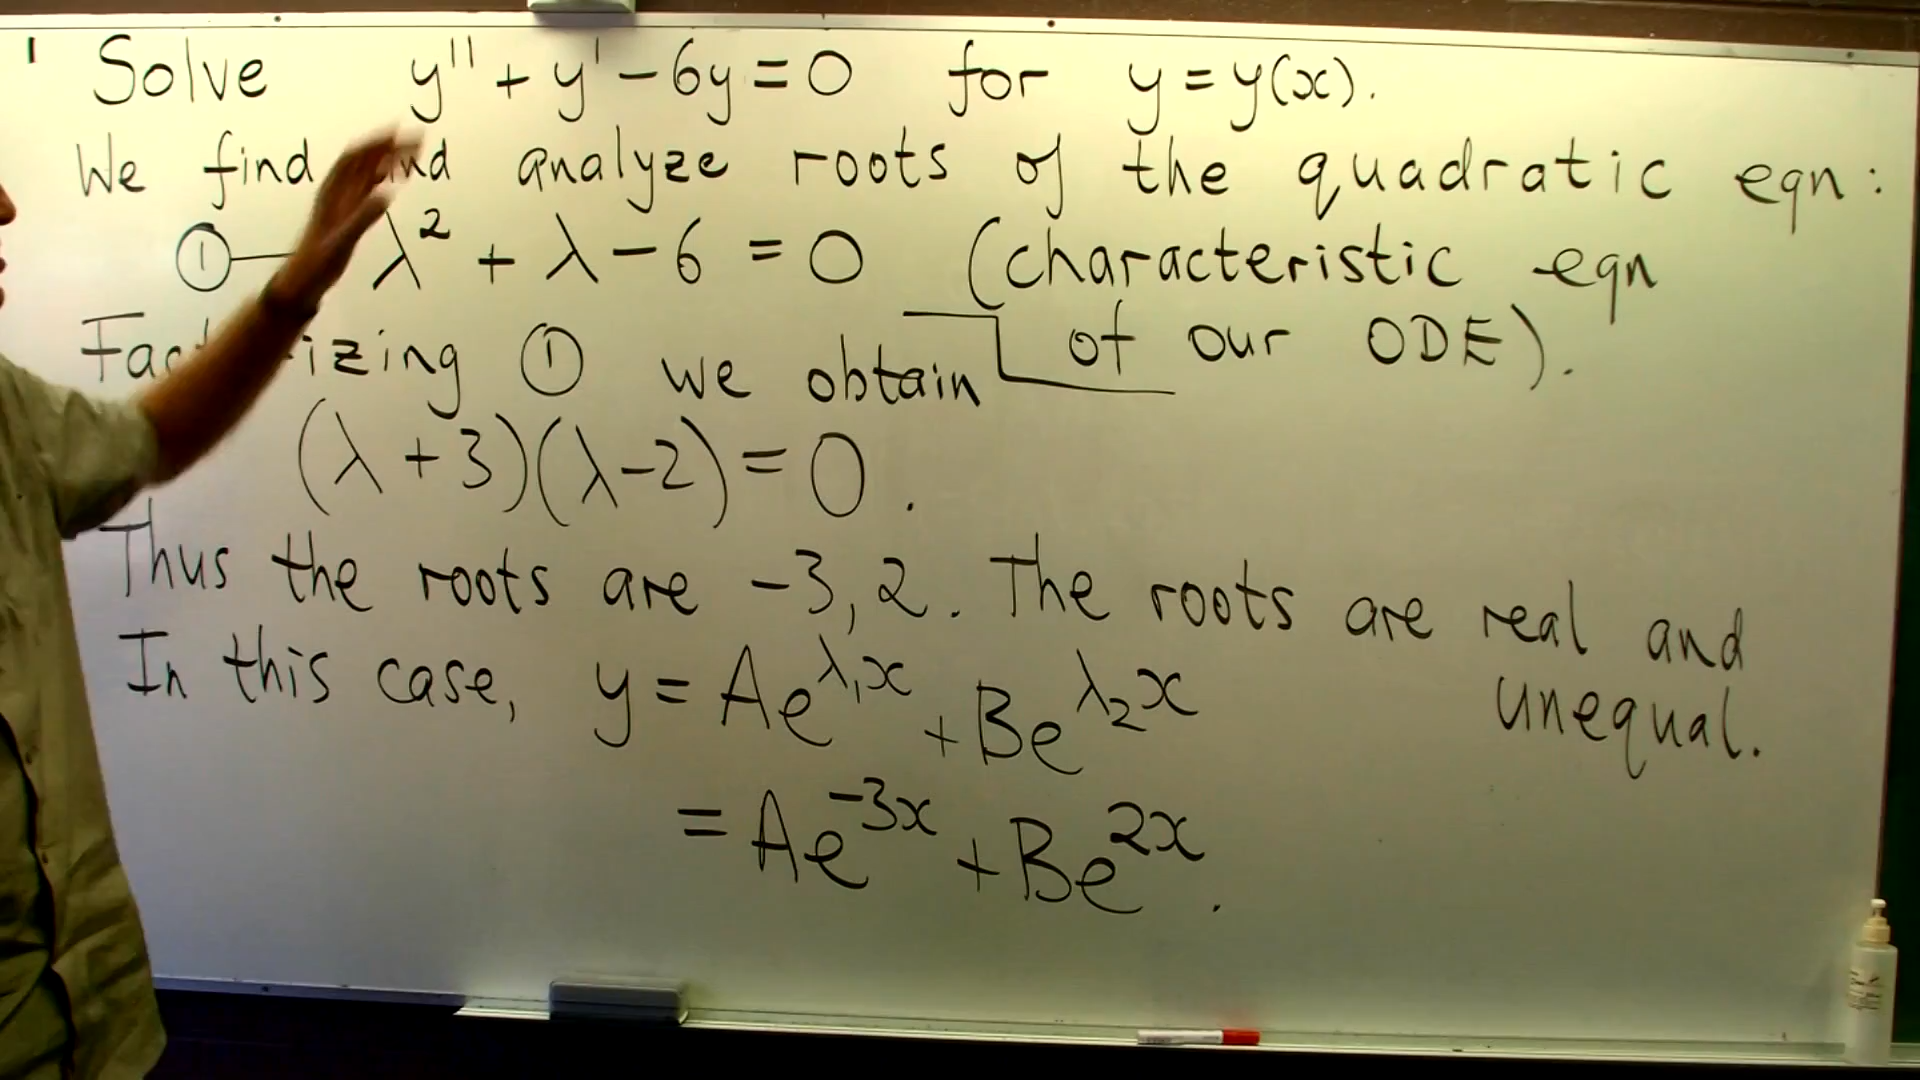 Solve y'' + y' - 6y = 0 for y = y(x).
We find and analyze roots of the quadratic eqn:
① — λ² + λ - 6 = 0 (characteristic eqn
of our ODE).
① we obtain
(λ + 3)(λ - 2) = 0.
Thus the roots are -3, 2. The roots are real and
unequal.
In this case, y = Ae^{λ₁x} + Be^{λ₂x}
= Ae^{-3x} + Be^{2x}.